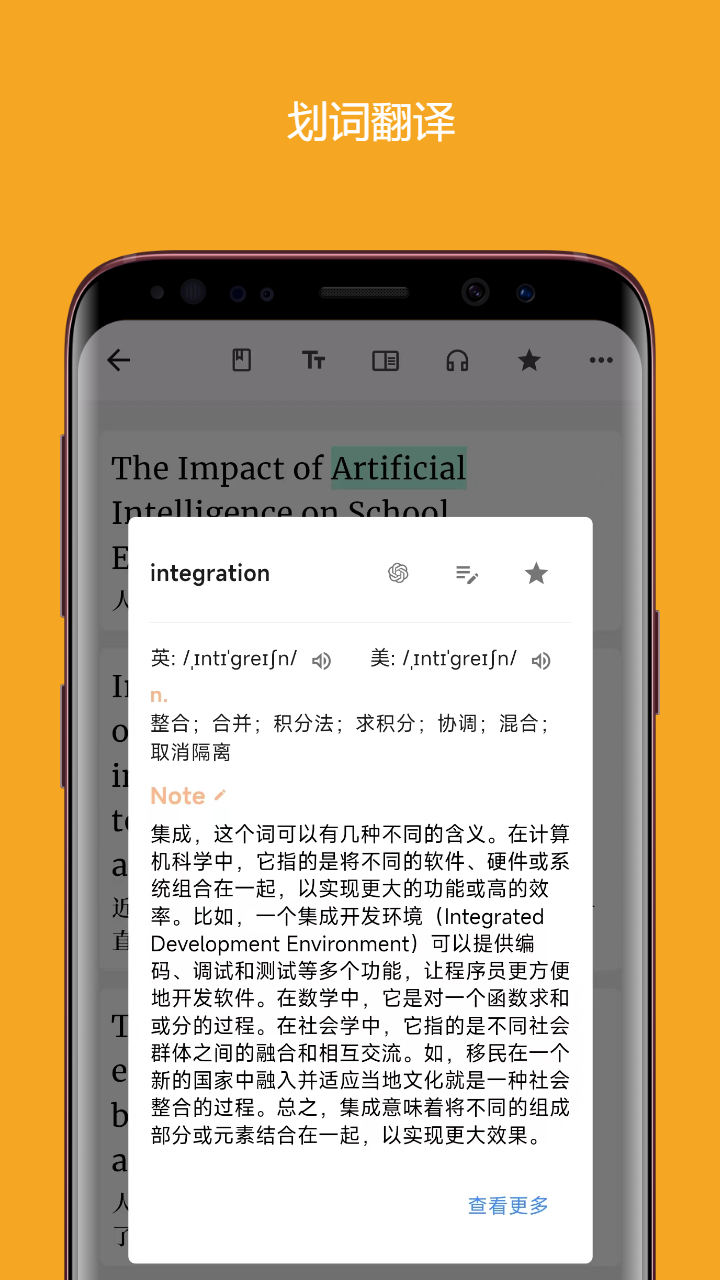 划词翻译
The Impact of Artificial
Intelligence on School
integration
英: /ˌɪntɪˈɡreɪʃn/ 美: /ˌɪntɪˈɡreɪʃn/
n.
整合；合并；积分法；求积分；协调；混合；
取消隔离
Note
集成，这个词可以有几种不同的含义。在计算
机科学中，它指的是将不同的软件、硬件或系
统组合在一起，以实现更大的功能或高的效
率。比如，一个集成开发环境（Integrated
Development Environment）可以提供编
码、调试和测试等多个功能，让程序员更方便
地开发软件。在数学中，它是对一个函数求和
或分的过程。在社会学中，它指的是不同社会
群体之间的融合和相互交流。如，移民在一个
新的国家中融入并适应当地文化就是一种社会
整合的过程。总之，集成意味着将不同的组成
部分或元素结合在一起，以实现更大效果。
查看更多